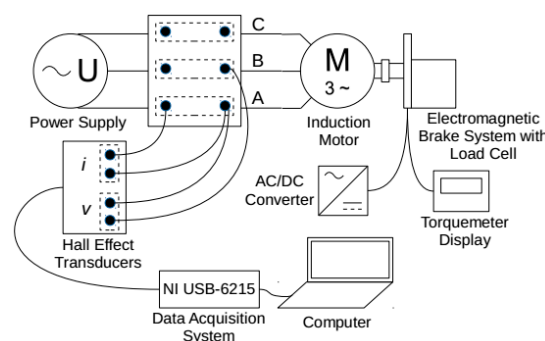 C
B
A
U
Power Supply
M
3 ~
Induction
Motor
Electromagnetic
Brake System with
Load Cell
i
v
Hall Effect
Transducers
AC/DC
Converter
Torquemeter
Display
NI USB-6215
Data Acquisition
System
Computer